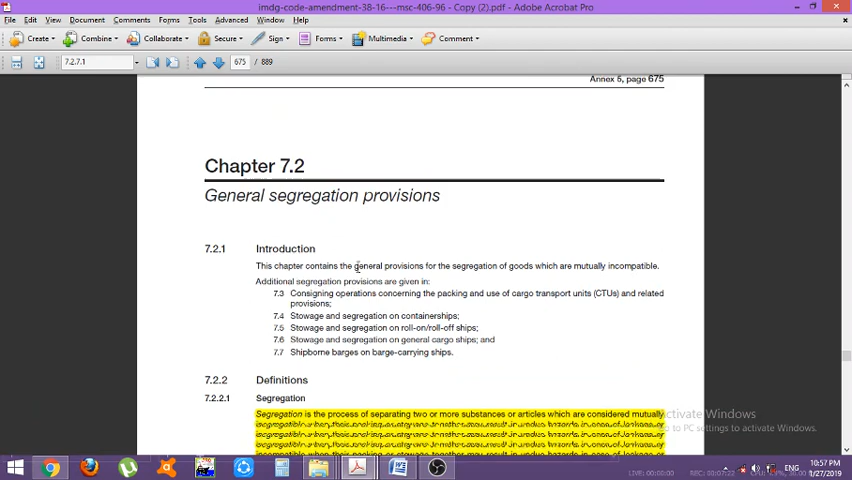 imdg-code-amendment-38-16---msc-406-96 - Copy (2).pdf - Adobe Acrobat Pro
File Edit View Document Comments Forms Tools Advanced Window Help
Create Combine Collaborate Secure Sign Forms Multimedia Comment
7.2.7.1 675 / 889
Annex 5, page 675
Chapter 7.2
General segregation provisions
7.2.1 Introduction
This chapter contains the general provisions for the segregation of goods which are mutually incompatible.
Additional segregation provisions are given in:
7.3 Consigning operations concerning the packing and use of cargo transport units (CTUs) and related
provisions;
7.4 Stowage and segregation on containerships;
7.5 Stowage and segregation on roll-on/roll-off ships;
7.6 Stowage and segregation on general cargo ships; and
7.7 Shipborne barges on barge-carrying ships.
7.2.2 Definitions
7.2.2.1 Segregation
Segregation is the process of separating two or more substances or articles which are considered mutually
Activate Windows
to PC settings to activate Windows.
ENG
10:57 PM
1/27/2019
LIVE: 00:00:00 REC: 00:07:22